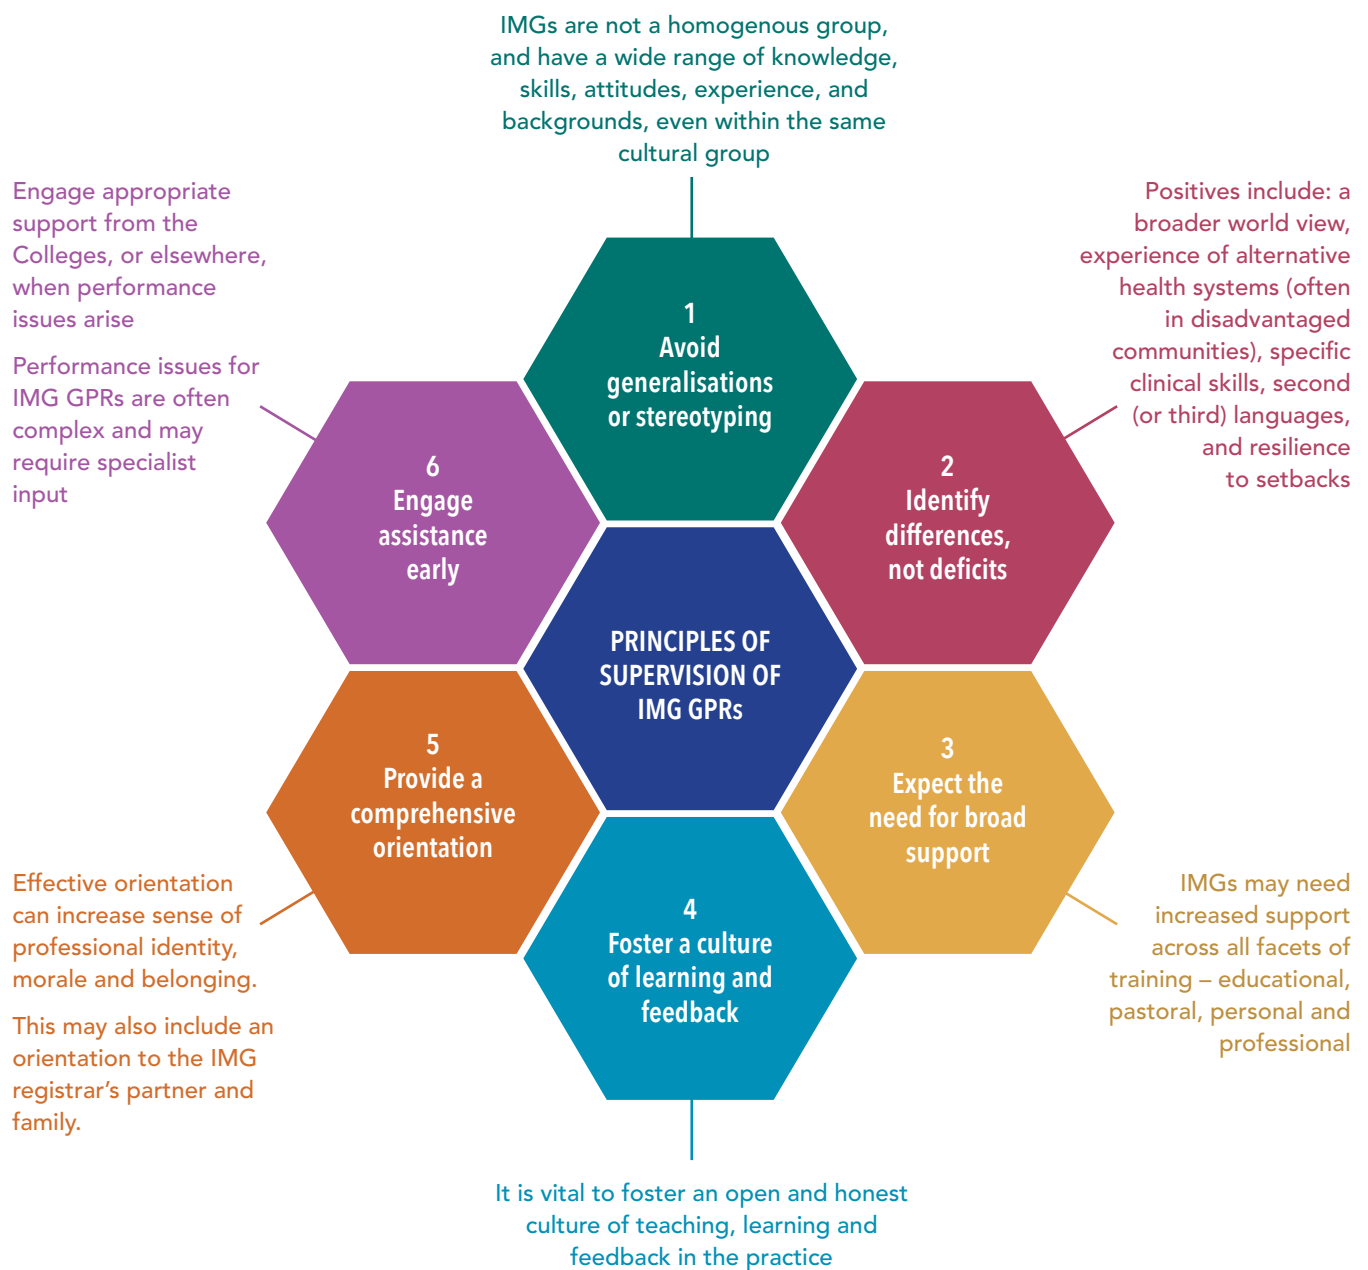 IMGs are not a homogenous group,
and have a wide range of knowledge,
skills, attitudes, experience, and
backgrounds, even within the same
cultural group
1
Avoid
generalisations
or stereotyping
Positives include: a
broader world view,
experience of alternative
health systems (often
in disadvantaged
communities), specific
clinical skills, second
(or third) languages,
and resilience
to setbacks
2
Identify
differences,
not deficits
PRINCIPLES OF
SUPERVISION OF
IMG GPRs
3
Expect the
need for broad
support
IMGs may need
increased support
across all facets of
training – educational,
pastoral, personal and
professional
4
Foster a culture
of learning and
feedback
It is vital to foster an open and honest
culture of teaching, learning and
feedback in the practice
5
Provide a
comprehensive
orientation
Effective orientation
can increase sense of
professional identity,
morale and belonging.
This may also include an
orientation to the IMG
registrar’s partner and
family.
6
Engage
assistance
early
Engage appropriate
support from the
Colleges, or elsewhere,
when performance
issues arise
Performance issues for
IMG GPRs are often
complex and may
require specialist
input